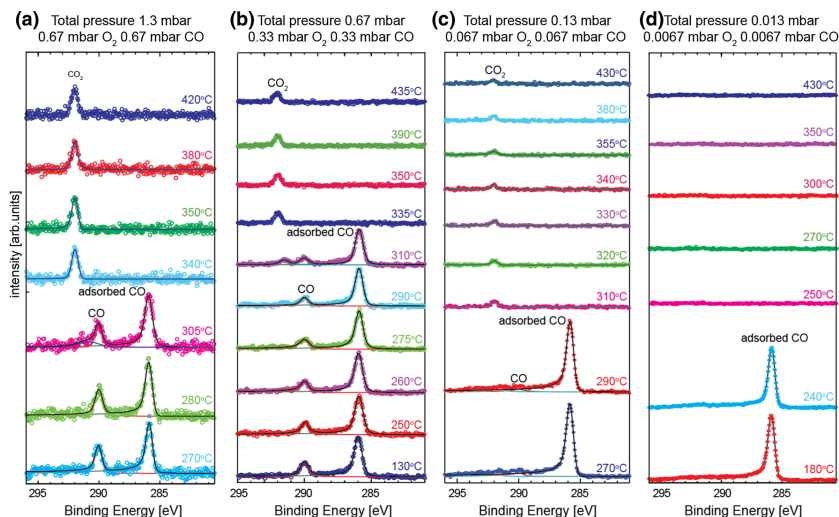 (a) Total pressure 1.3 mbar
0.67 mbar O2 0.67 mbar CO
CO2
420°C
380°C
350°C
340°C
adsorbed CO
CO
305°C
280°C
270°C
295 290 285
Binding Energy [eV]
intensity [arb.units]
(b) Total pressure 0.67 mbar
0.33 mbar O2 0.33 mbar CO
CO2
435°C
390°C
350°C
335°C
adsorbed CO
310°C
CO
290°C
275°C
260°C
250°C
130°C
295 290 285
Binding Energy [eV]
(c) Total pressure 0.13 mbar
0.067 mbar O2 0.067 mbar CO
CO2
430°C
380°C
355°C
340°C
330°C
320°C
310°C
adsorbed CO
CO
290°C
270°C
295 290 285
Binding Energy [eV]
(d) Total pressure 0.013 mbar
0.0067 mbar O2 0.0067 mbar CO
430°C
350°C
300°C
270°C
250°C
adsorbed CO
240°C
180°C
295 290 285
Binding Energy [eV]